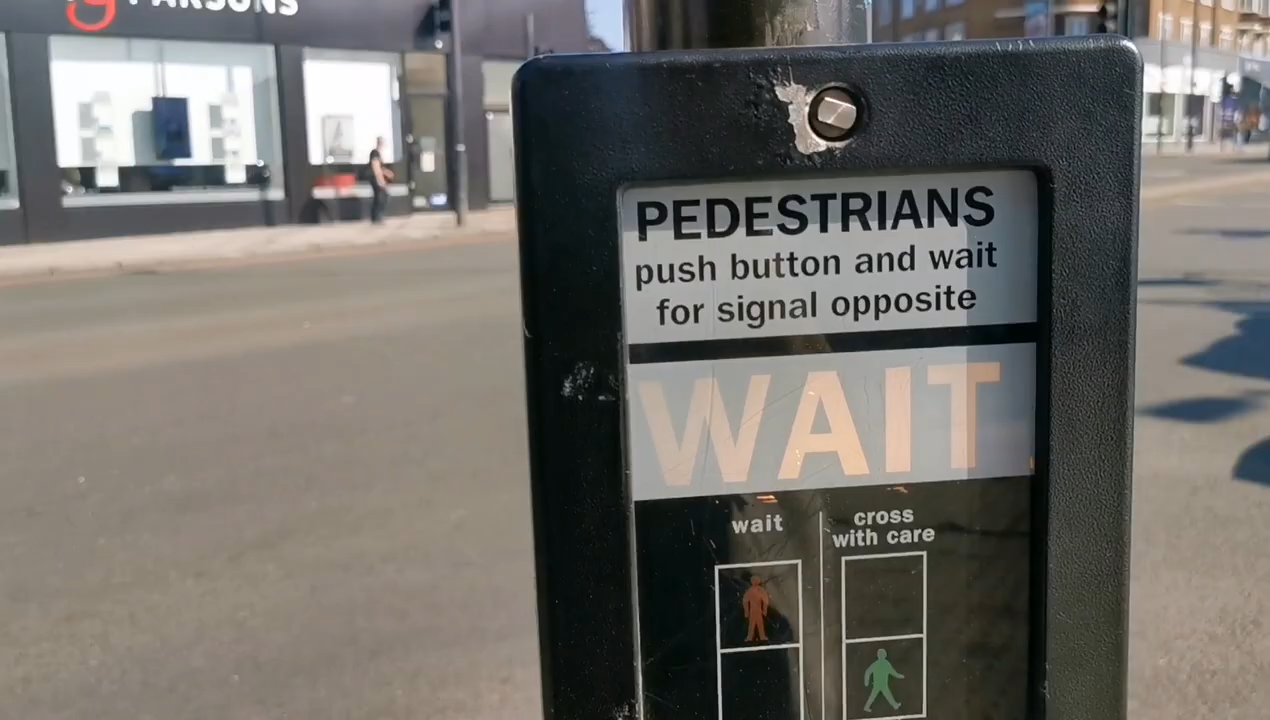 PARSONS
PEDESTRIANS
push button and wait
for signal opposite
WAIT
wait
cross
with care